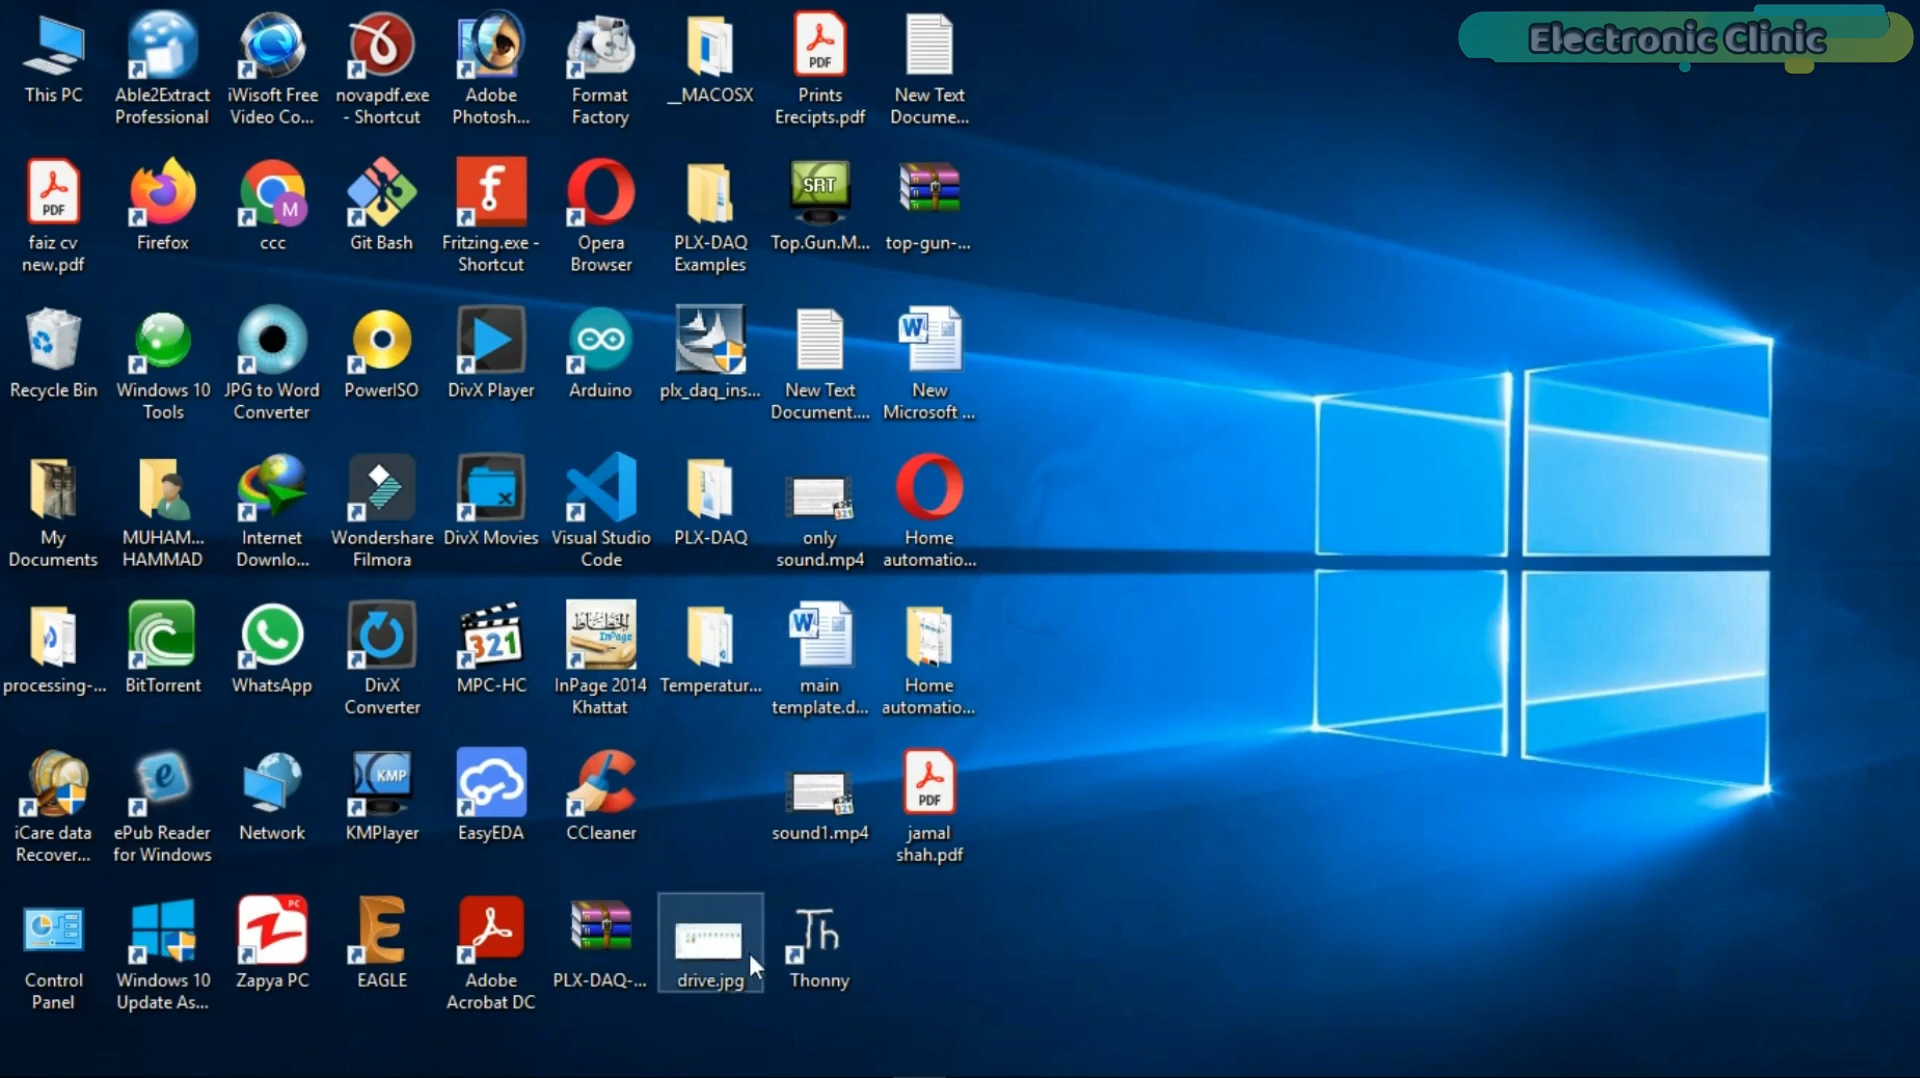 Electronic Clinic
This PC
Able2Extract
Professional
iWisoft Free
Video Co...
novapdf.exe
- Shortcut
Adobe
Photosh...
Format
Factory
__MACOSX
PDF
Prints
Erecipts.pdf
New Text
Docume...
PDF
faiz cv
new.pdf
Firefox
M
ccc
Git Bash
f
Fritzing.exe -
Shortcut
Opera
Browser
PLX-DAQ
Examples
SRT
Top.Gun.M...
top-gun-...
Recycle Bin
Windows 10
Tools
JPG to Word
Converter
PowerISO
DivX Player
Arduino
plx_daq_ins...
New Text
Document....
W
New
Microsoft ...
My
Documents
MUHAM...
HAMMAD
Internet
Downlo...
Wondershare
Filmora
DivX Movies
Visual Studio
Code
PLX-DAQ
only
sound.mp4
Home
automatio...
processing-...
BitTorrent
WhatsApp
DivX
Converter
321
MPC-HC
InPage
InPage 2014
Khattat
Temperatur...
W
main
template.d...
Home
automatio...
iCare data
Recover...
e
ePub Reader
for Windows
Network
KMP
KMPlayer
EasyEDA
CCleaner
321
sound1.mp4
PDF
jamal
shah.pdf
Control
Panel
Windows 10
Update As...
PC
Zapya PC
EAGLE
Adobe
Acrobat DC
PLX-DAQ-...
drive.jpg
Th
Thonny